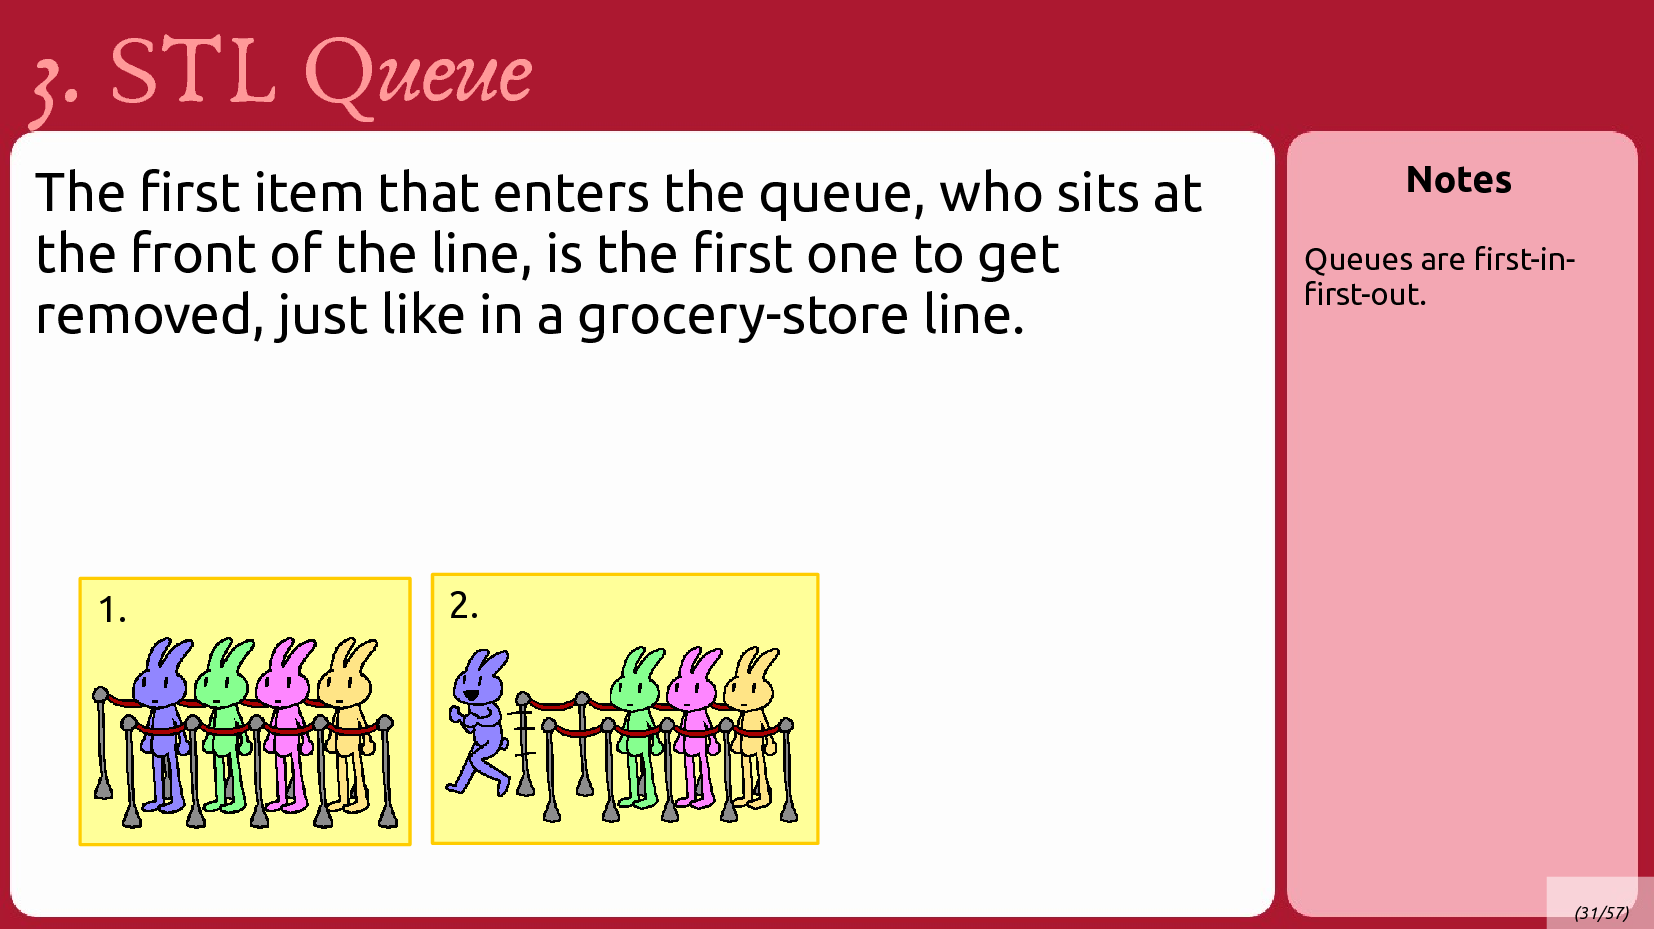 3. STL Queue
The first item that enters the queue, who sits at
the front of the line, is the first one to get
removed, just like in a grocery-store line.
1.
2.
Notes
Queues are first-in-
first-out.
(31/57)